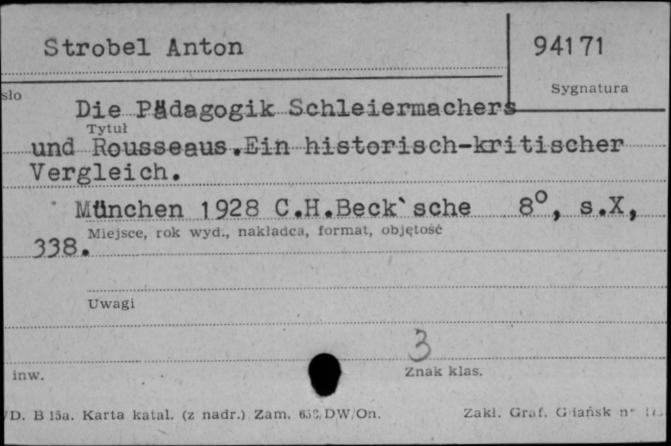 Strobel Anton
94171
Sygnatura
sło
Die Pädagogik Schleiermachers
Tytuł
und Rousseaus.Ein historisch-kritischer
Vergleich.
München 1928 C.H.Beck`sche 8°, s.X,
Miejsce, rok wyd., nakładca, format, objętość
338.
Uwagi
3
inw.
Znak klas.
/D. B 15a. Karta katal. (z nadr.) Zam. DW/On.
Zakł. Graf. Gdańsk